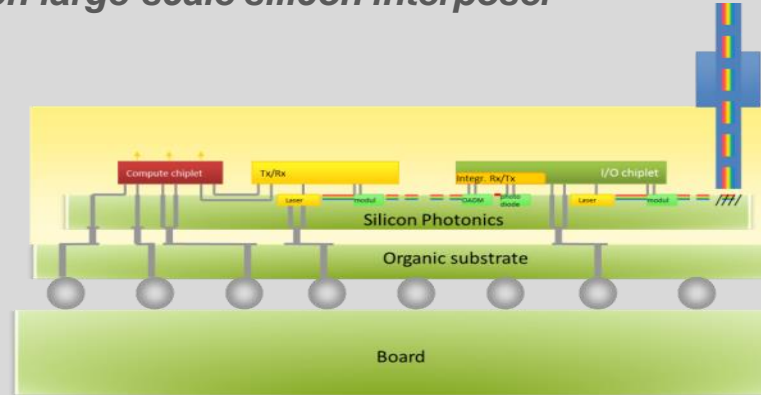 large-scale silicon interposer
Compute chiplet
Tx/Rx
I/O chiplet
Integr. Rx/Tx
Laser
modul
OADM
photo
diode
Laser
modul
Silicon Photonics
Organic substrate
Board